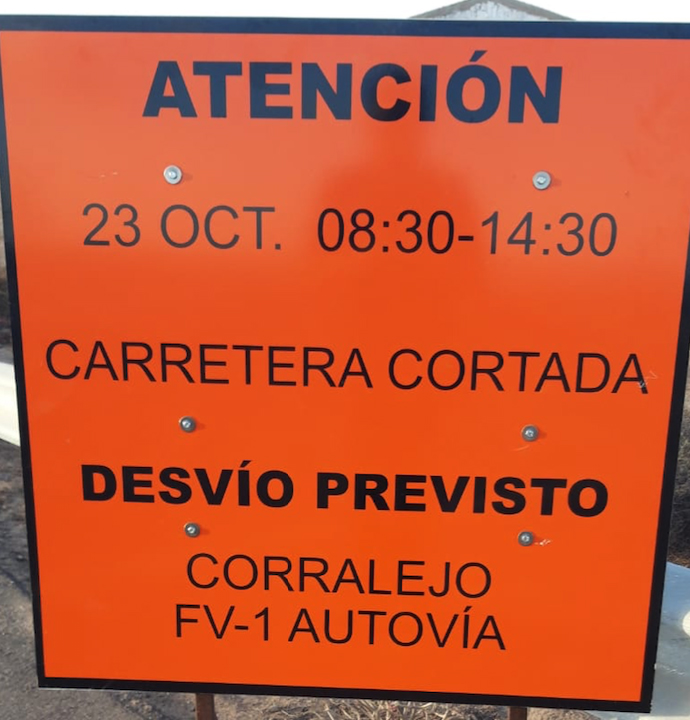 ATENCIÓN
23 OCT. 08:30-14:30
CARRETERA CORTADA
DESVÍO PREVISTO
CORRALEJO
FV-1 AUTOVÍA